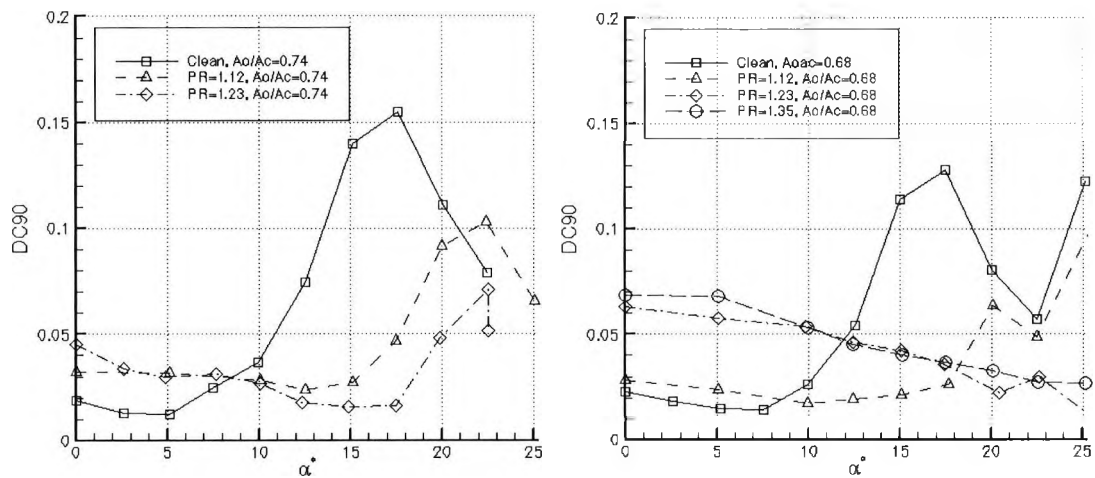 0.2
0.15
0.1
0.05
0
DC90
Clean, Ao/Ac=0.74
PR=1.12, Ao/Ac=0.74
PR=1.23, Ao/Ac=0.74
0 5 10 15 20 25
α°
0.2
0.15
0.1
0.05
0
DC90
Clean, Aoac=0.68
PR=1.12, Ao/Ac=0.68
PR=1.23, Ao/Ac=0.68
PR=1.35, Ao/Ac=0.68
0 5 10 15 20 25
α°